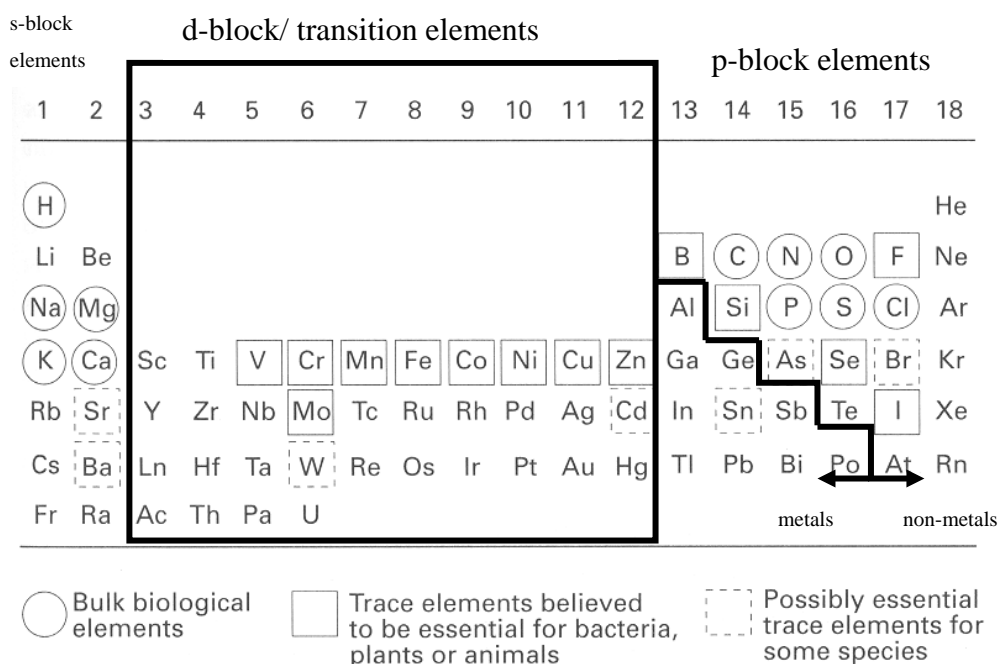 s-block
elements
d-block/ transition elements
p-block elements
1 2 3 4 5 6 7 8 9 10 11 12 13 14 15 16 17 18
H He
Li Be B C N O F Ne
Na Mg Al Si P S Cl Ar
K Ca Sc Ti V Cr Mn Fe Co Ni Cu Zn Ga Ge As Se Br Kr
Rb Sr Y Zr Nb Mo Tc Ru Rh Pd Ag Cd In Sn Sb Te I Xe
Cs Ba Ln Hf Ta W Re Os Ir Pt Au Hg Tl Pb Bi Po At Rn
Fr Ra Ac Th Pa U
metals non-metals
Bulk biological
elements
Trace elements believed
to be essential for bacteria,
plants or animals
Possibly essential
trace elements for
some species